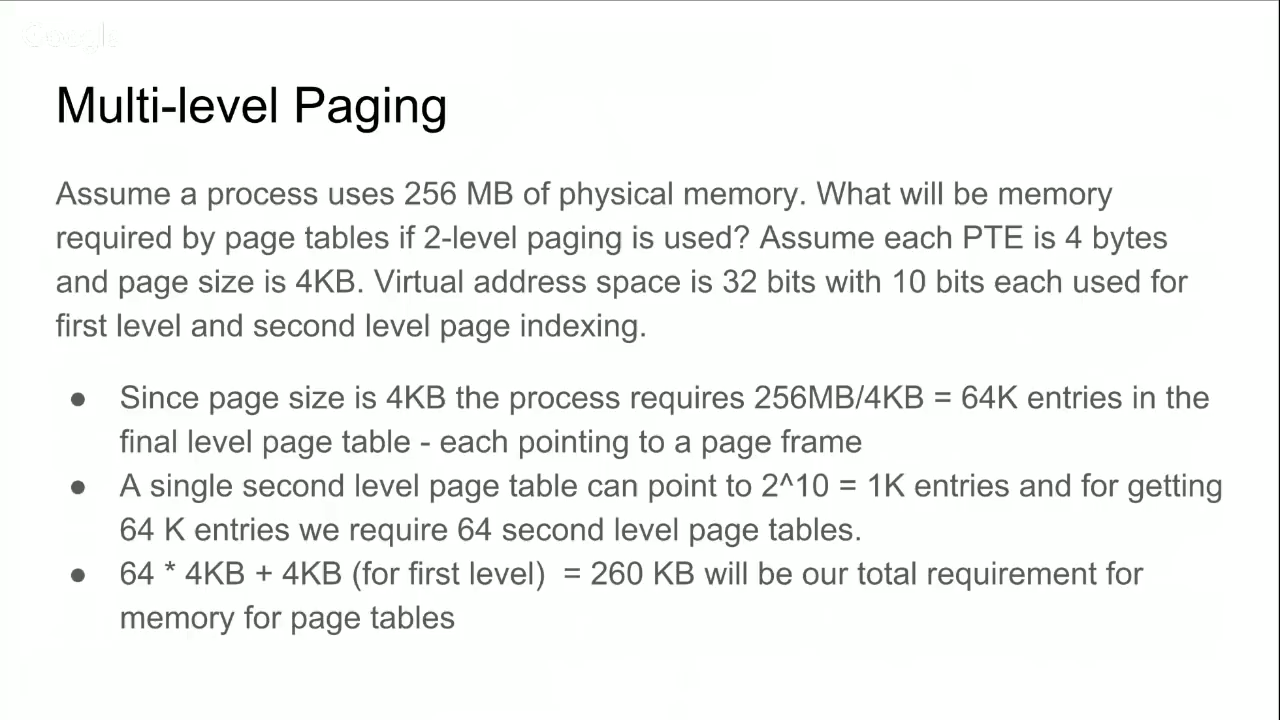 Google
Multi-level Paging
Assume a process uses 256 MB of physical memory. What will be memory
required by page tables if 2-level paging is used? Assume each PTE is 4 bytes
and page size is 4KB. Virtual address space is 32 bits with 10 bits each used for
first level and second level page indexing.
● Since page size is 4KB the process requires 256MB/4KB = 64K entries in the
final level page table - each pointing to a page frame
● A single second level page table can point to 2^10 = 1K entries and for getting
64 K entries we require 64 second level page tables.
● 64 * 4KB + 4KB (for first level)  = 260 KB will be our total requirement for
memory for page tables